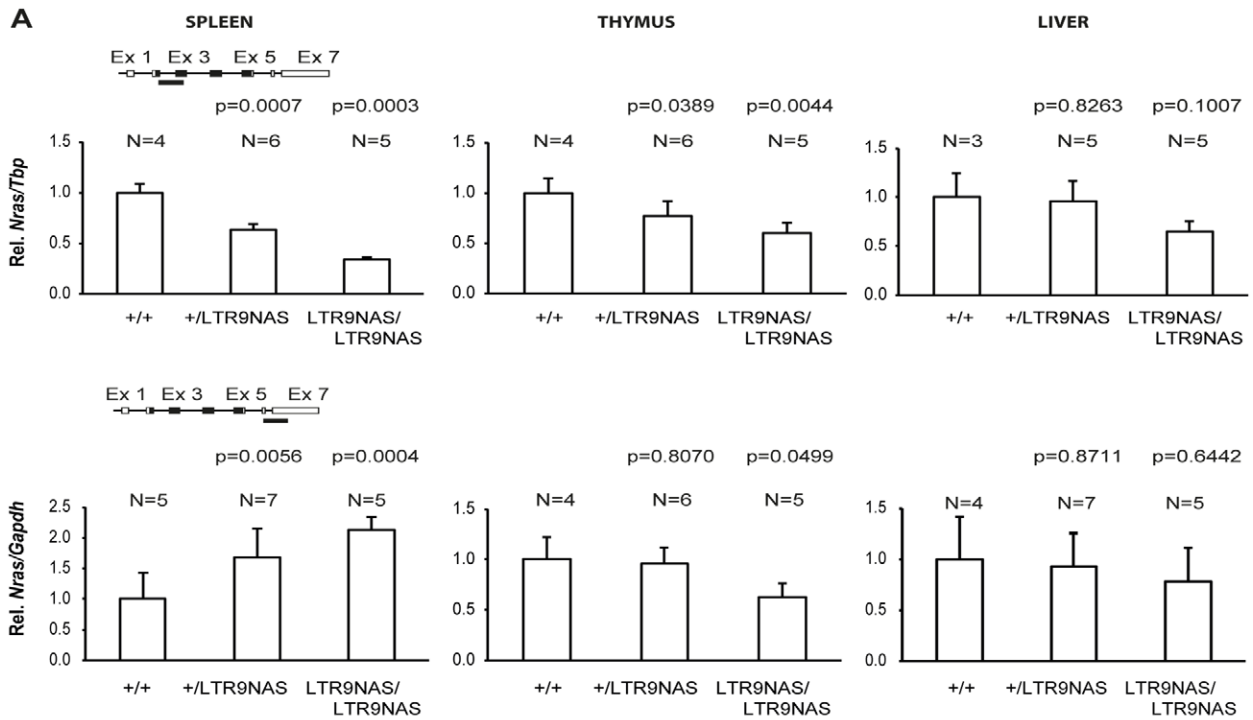 A
SPLEEN THYMUS LIVER
Ex 1 Ex 3 Ex 5 Ex 7
p=0.0007 p=0.0003 p=0.0389 p=0.0044 p=0.8263 p=0.1007
N=4 N=6 N=5 N=4 N=6 N=5 N=3 N=5 N=5
Rel. Nras/Tbp
1.5 1.5 1.5
1.0 1.0 1.0
0.5 0.5 0.5
0.0 0.0 0.0
+/+ +/LTR9NAS LTR9NAS/ +/+ +/LTR9NAS LTR9NAS/ +/+ +/LTR9NAS LTR9NAS/
LTR9NAS LTR9NAS LTR9NAS
Ex 1 Ex 3 Ex 5 Ex 7
p=0.0056 p=0.0004 p=0.8070 p=0.0499 p=0.8711 p=0.6442
N=5 N=7 N=5 N=4 N=6 N=5 N=4 N=7 N=5
Rel. Nras/Gapdh
2.5 1.5 1.5
2.0
1.5 1.0 1.0
1.0
0.5 0.5 0.5
0.0 0.0 0.0
+/+ +/LTR9NAS LTR9NAS/ +/+ +/LTR9NAS LTR9NAS/ +/+ +/LTR9NAS LTR9NAS/
LTR9NAS LTR9NAS LTR9NAS